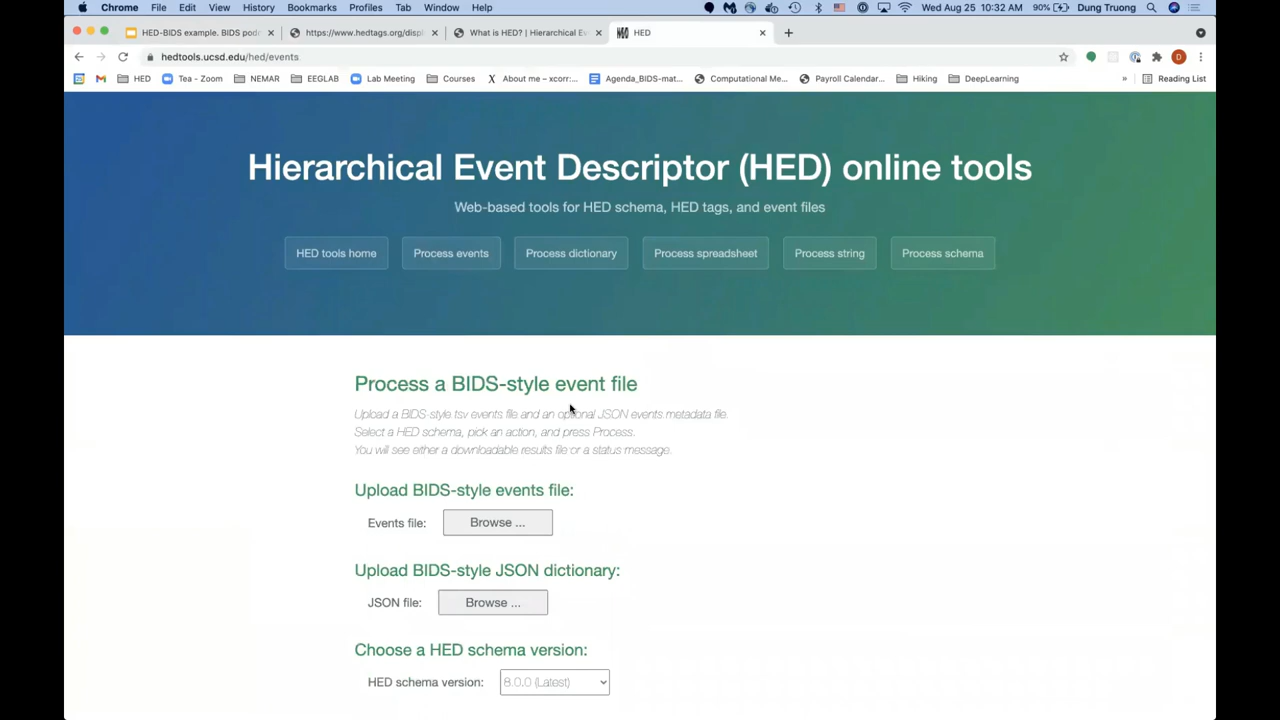 Chrome File Edit View History Bookmarks Profiles Tab Window Help Wed Aug 25 10:32 AM 90% Dung Truong
HED-BIDS example. BIDS pod https://www.hedtags.org/displ What is HED? | Hierarchical Ev HED
hedtools.ucsd.edu/hed/events
HED Tea - Zoom NEMAR EEGLAB Lab Meeting Courses About me – xcorr:... Agenda_BIDS-mat... Computational Me... Payroll Calendar... Hiking DeepLearning » Reading List
Hierarchical Event Descriptor (HED) online tools
Web-based tools for HED schema, HED tags, and event files
HED tools home Process events Process dictionary Process spreadsheet Process string Process schema
Process a BIDS-style event file
Upload a BIDS-style tsv events file and an optional JSON events metadata file.
Select a HED schema, pick an action, and press Process.
You will see either a downloadable results file or a status message.
Upload BIDS-style events file:
Events file: Browse ...
Upload BIDS-style JSON dictionary:
JSON file: Browse ...
Choose a HED schema version:
HED schema version: 8.0.0 (Latest)